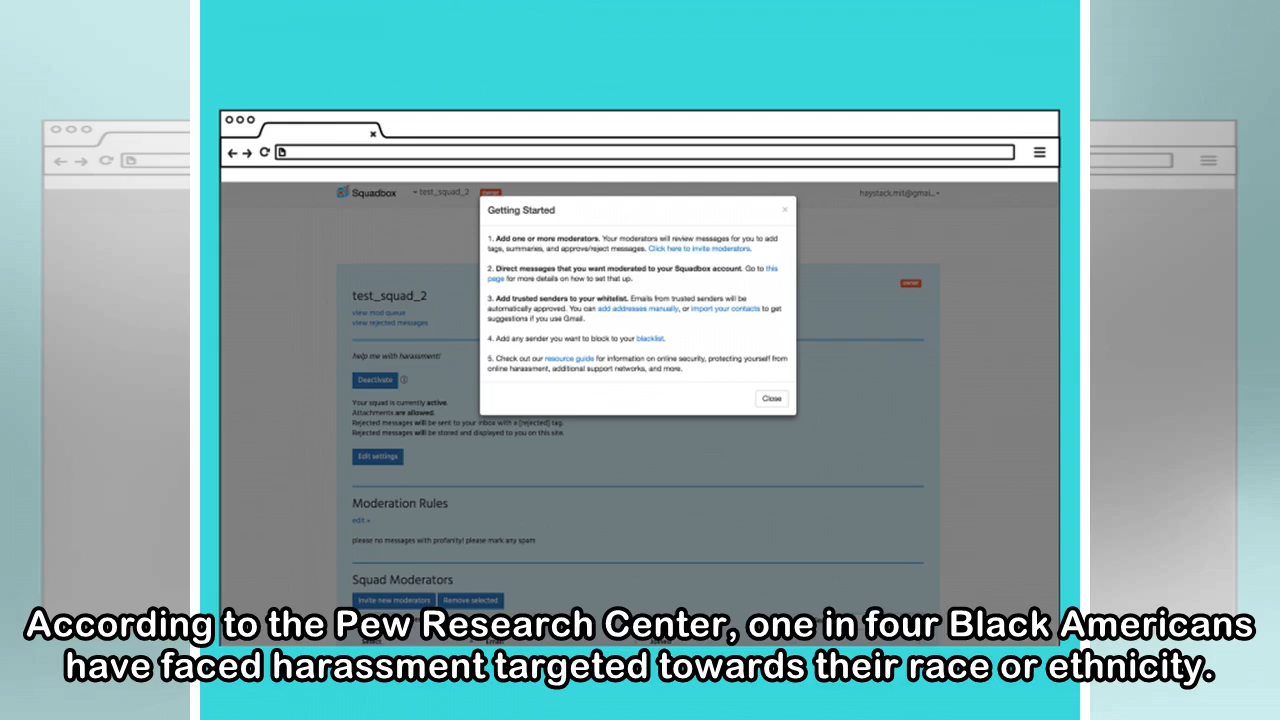 Squadbox
test_squad_2
owner
haystack.mit@gmai...
Getting Started
×
1. Add one or more moderators. Your moderators will review messages for you to add
tags, summaries, and approve/reject messages. Click here to invite moderators.
2. Direct messages that you want moderated to your Squadbox account. Go to this
page for more details on how to set that up.
3. Add trusted senders to your whitelist. Emails from trusted senders will be
automatically approved. You can add addresses manually, or import your contacts to get
suggestions if you use Gmail.
4. Add any sender you want to block to your blacklist.
5. Check out our resource guide for information on online security, protecting yourself from
online harassment, additional support networks, and more.
Close
owner
test_squad_2
view mod queue
view rejected messages
help me with harassment!
Deactivate
Your squad is currently active.
Attachments are allowed.
Rejected messages will be sent to your inbox with a [rejected] tag.
Rejected messages will be stored and displayed to you on this site.
Edit settings
Moderation Rules
edit »
please no messages with profanity! please mark any spam
Squad Moderators
Invite new moderators Remove selected
According to the Pew Research Center, one in four Black Americans
have faced harassment targeted towards their race or ethnicity.